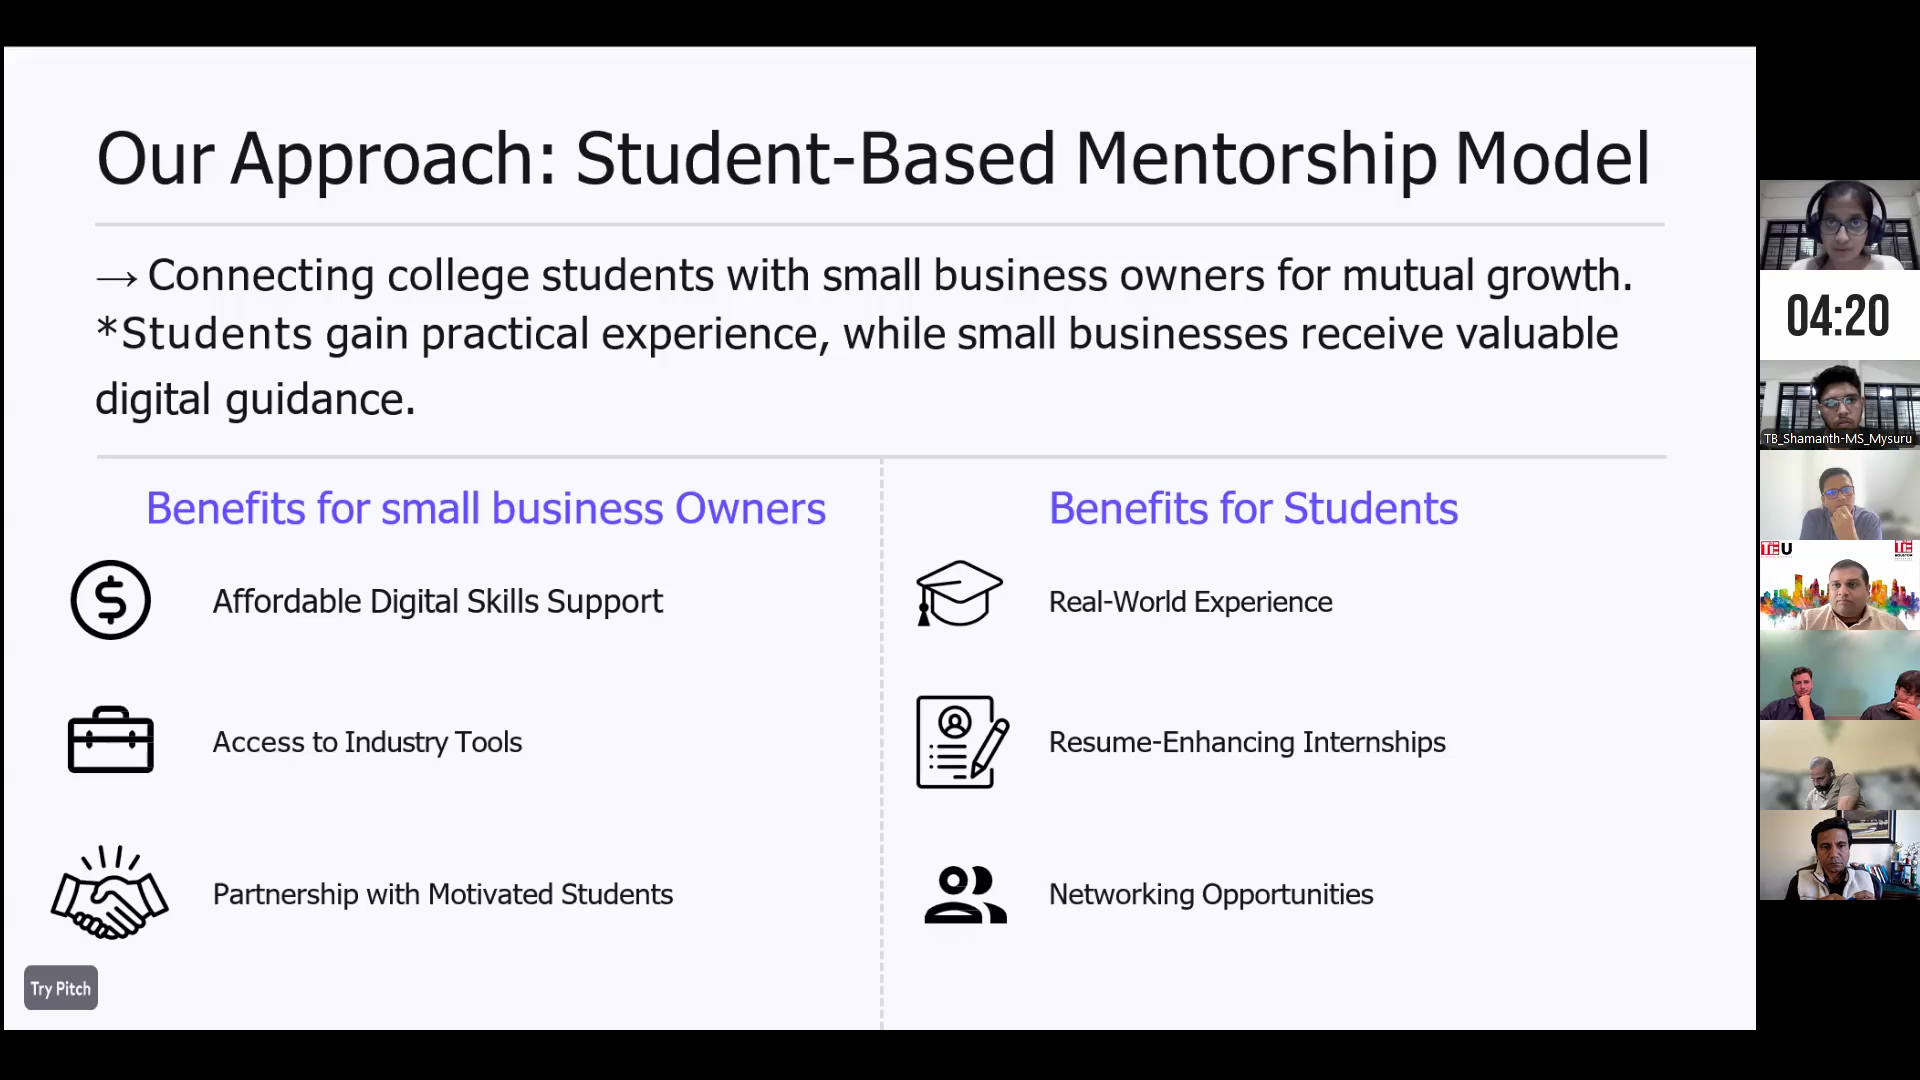 Our Approach: Student-Based Mentorship Model
→ Connecting college students with small business owners for mutual growth.
*Students gain practical experience, while small businesses receive valuable
digital guidance.
Benefits for small business Owners
Affordable Digital Skills Support
Access to Industry Tools
Partnership with Motivated Students
Benefits for Students
Real-World Experience
Resume-Enhancing Internships
Networking Opportunities
Try Pitch
04:20
TB_Shamanth-MS_Mysuru
U